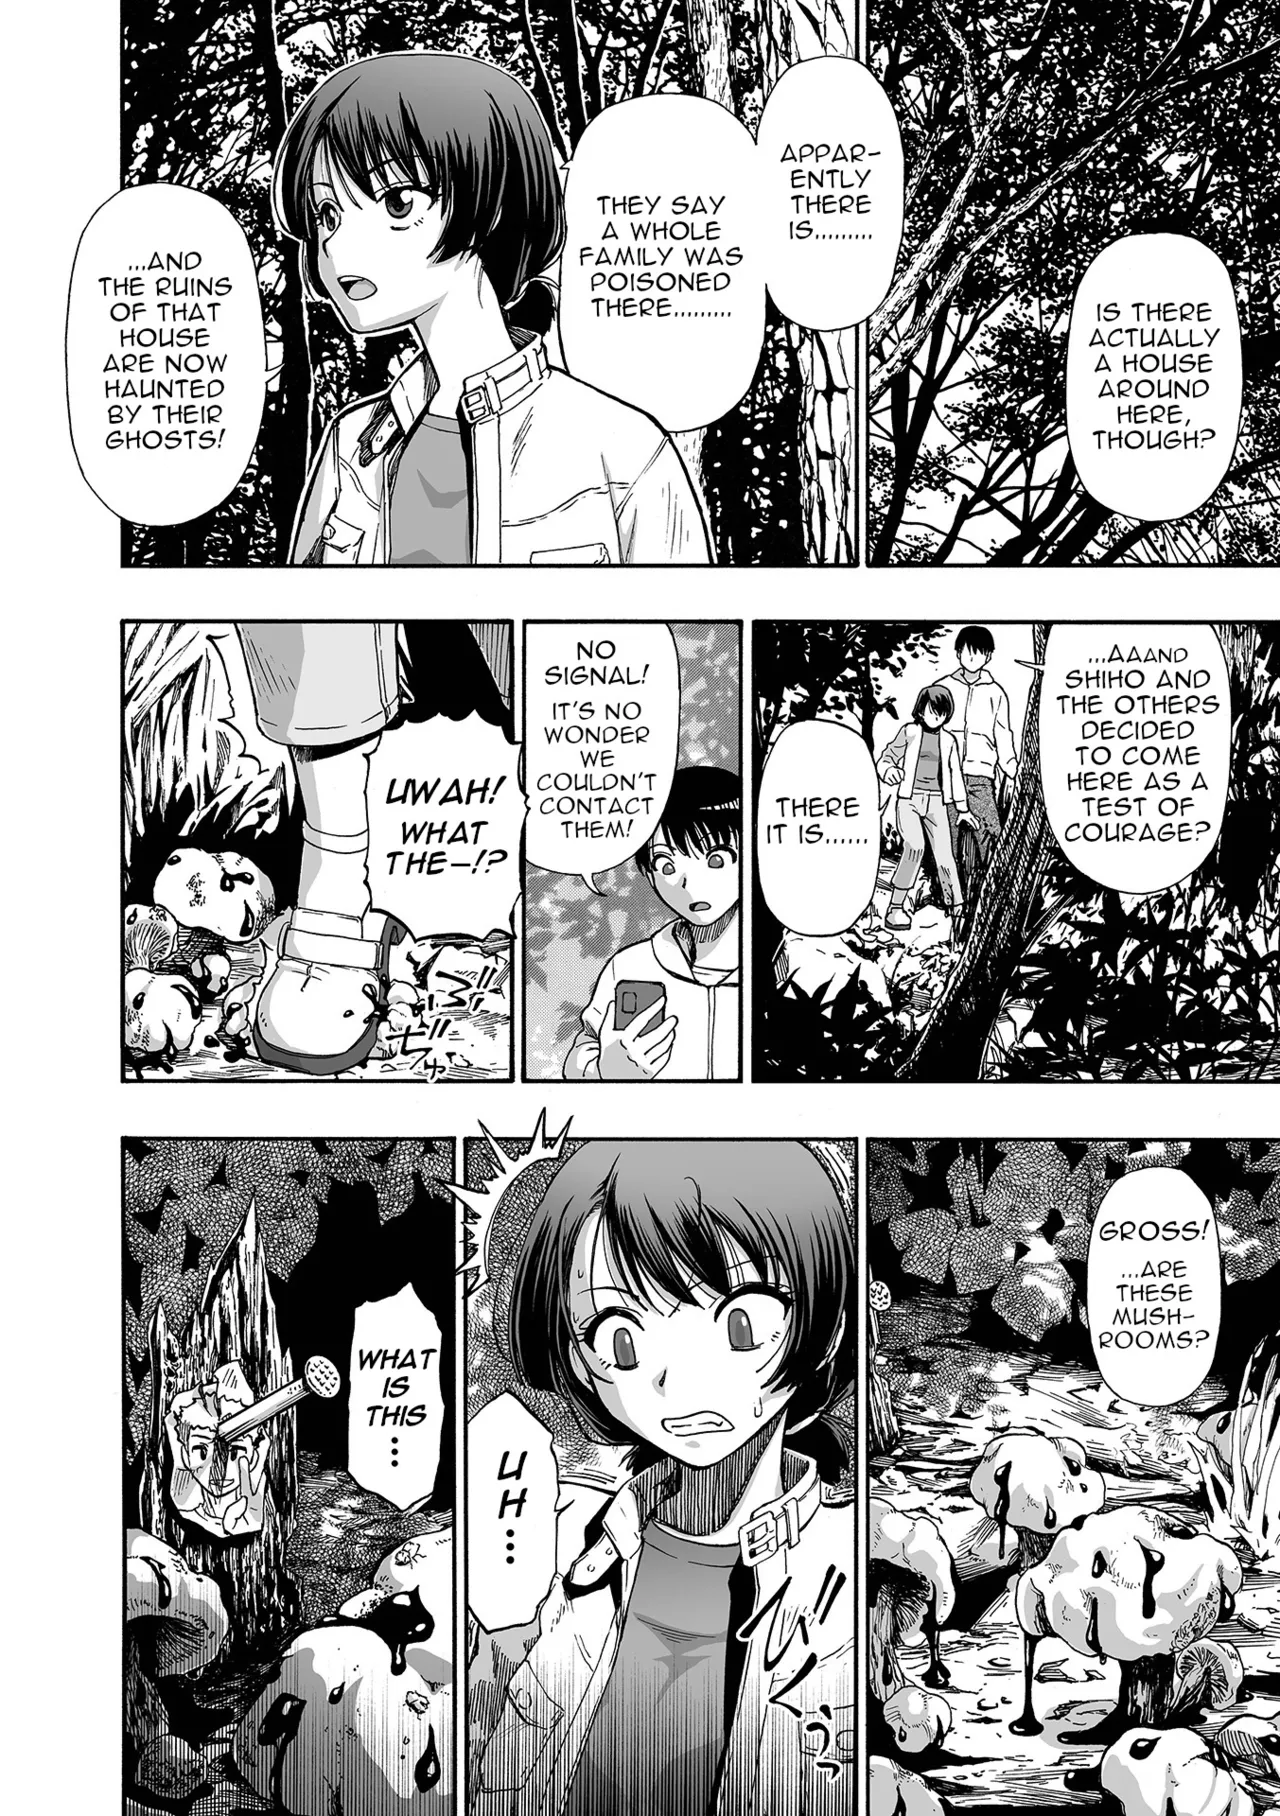 IS THERE
ACTUALLY
A HOUSE
AROUND
HERE,
THOUGH?
APPAR-
ENTLY
THERE
IS.........
THEY SAY
A WHOLE
FAMILY WAS
POISONED
THERE.........
...AND
THE RUINS
OF THAT
HOUSE
ARE NOW
HAUNTED
BY THEIR
GHOSTS!
...AAAND
SHIHO AND
THE OTHERS
DECIDED
TO COME
HERE AS A
TEST OF
COURAGE?
THERE
IT IS......
NO
SIGNAL!
IT'S NO
WONDER
WE
COULDN'T
CONTACT
THEM!
UWAH!
WHAT
THE—!?
GROSS!
...ARE
THESE
MUSH-
ROOMS?
UH...
WHAT
IS
THIS
...